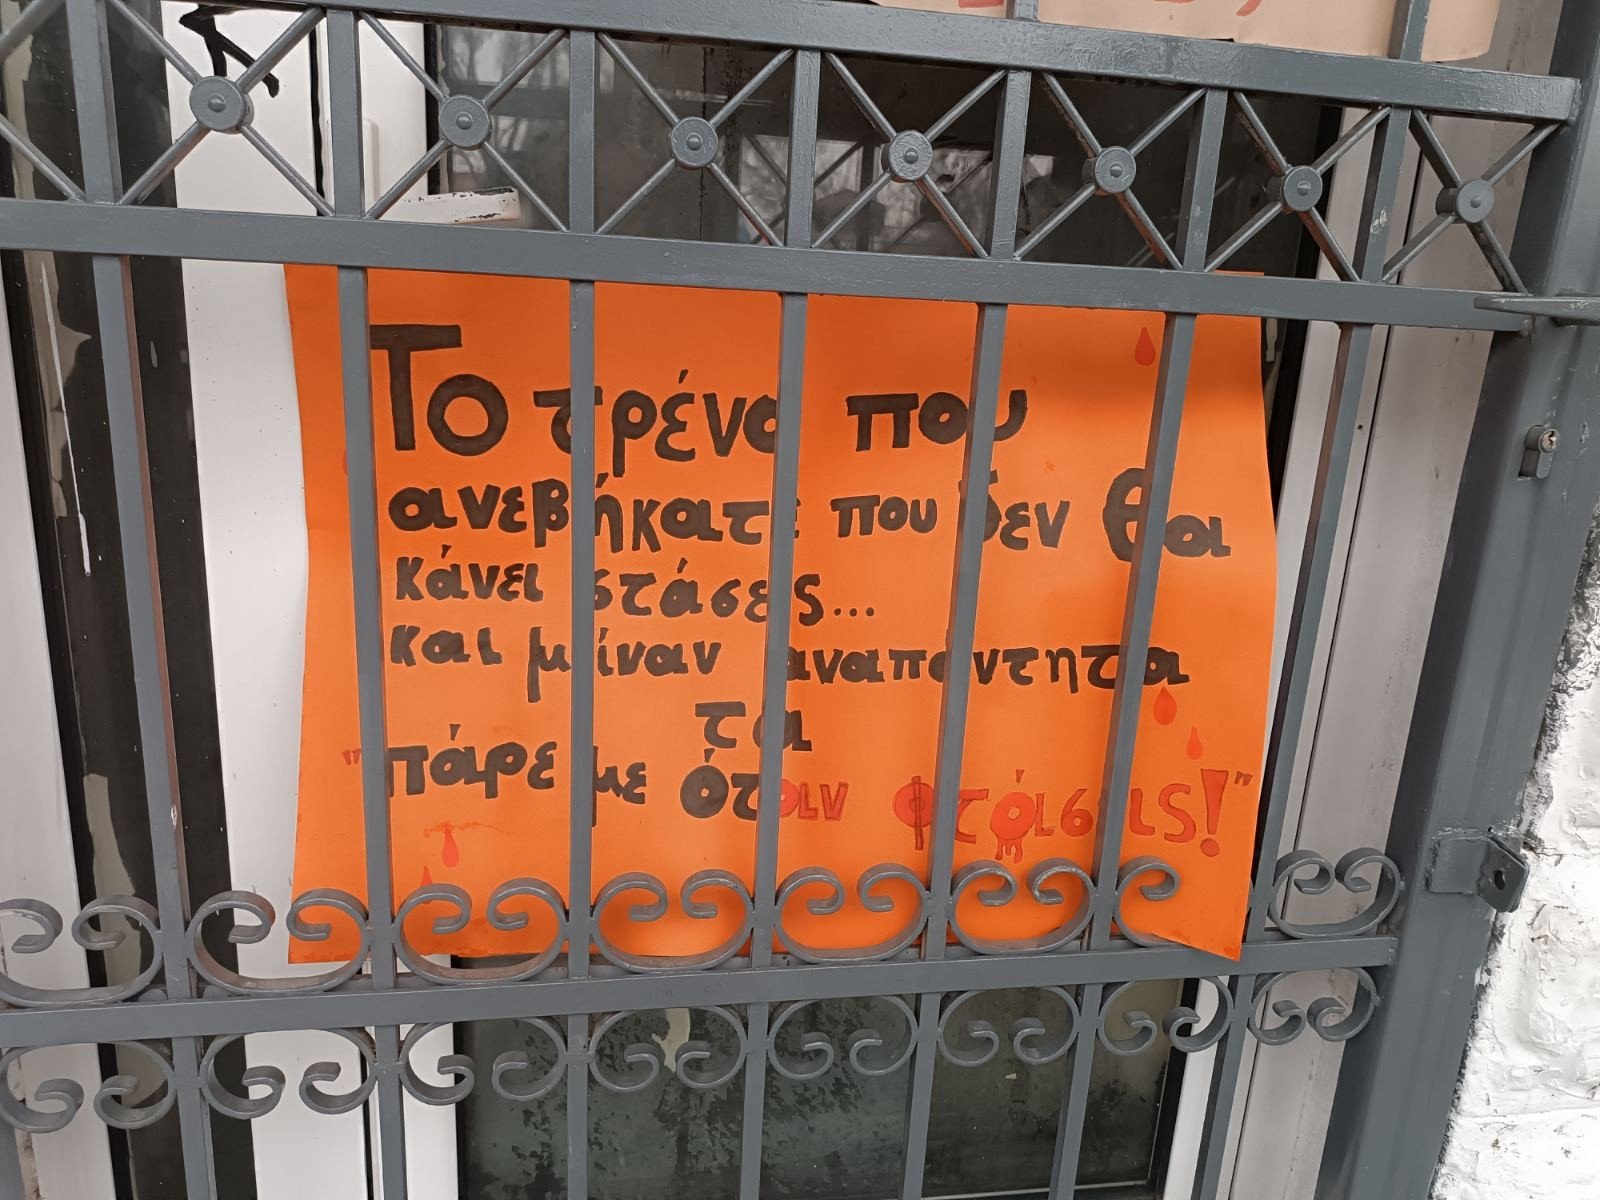 Το τρένο που
ανεβήκατε που δεν θα
κάνει στάσεις...
και μείναν αναπάντητα
τα
"πάρε με όταν φτάσεις!"